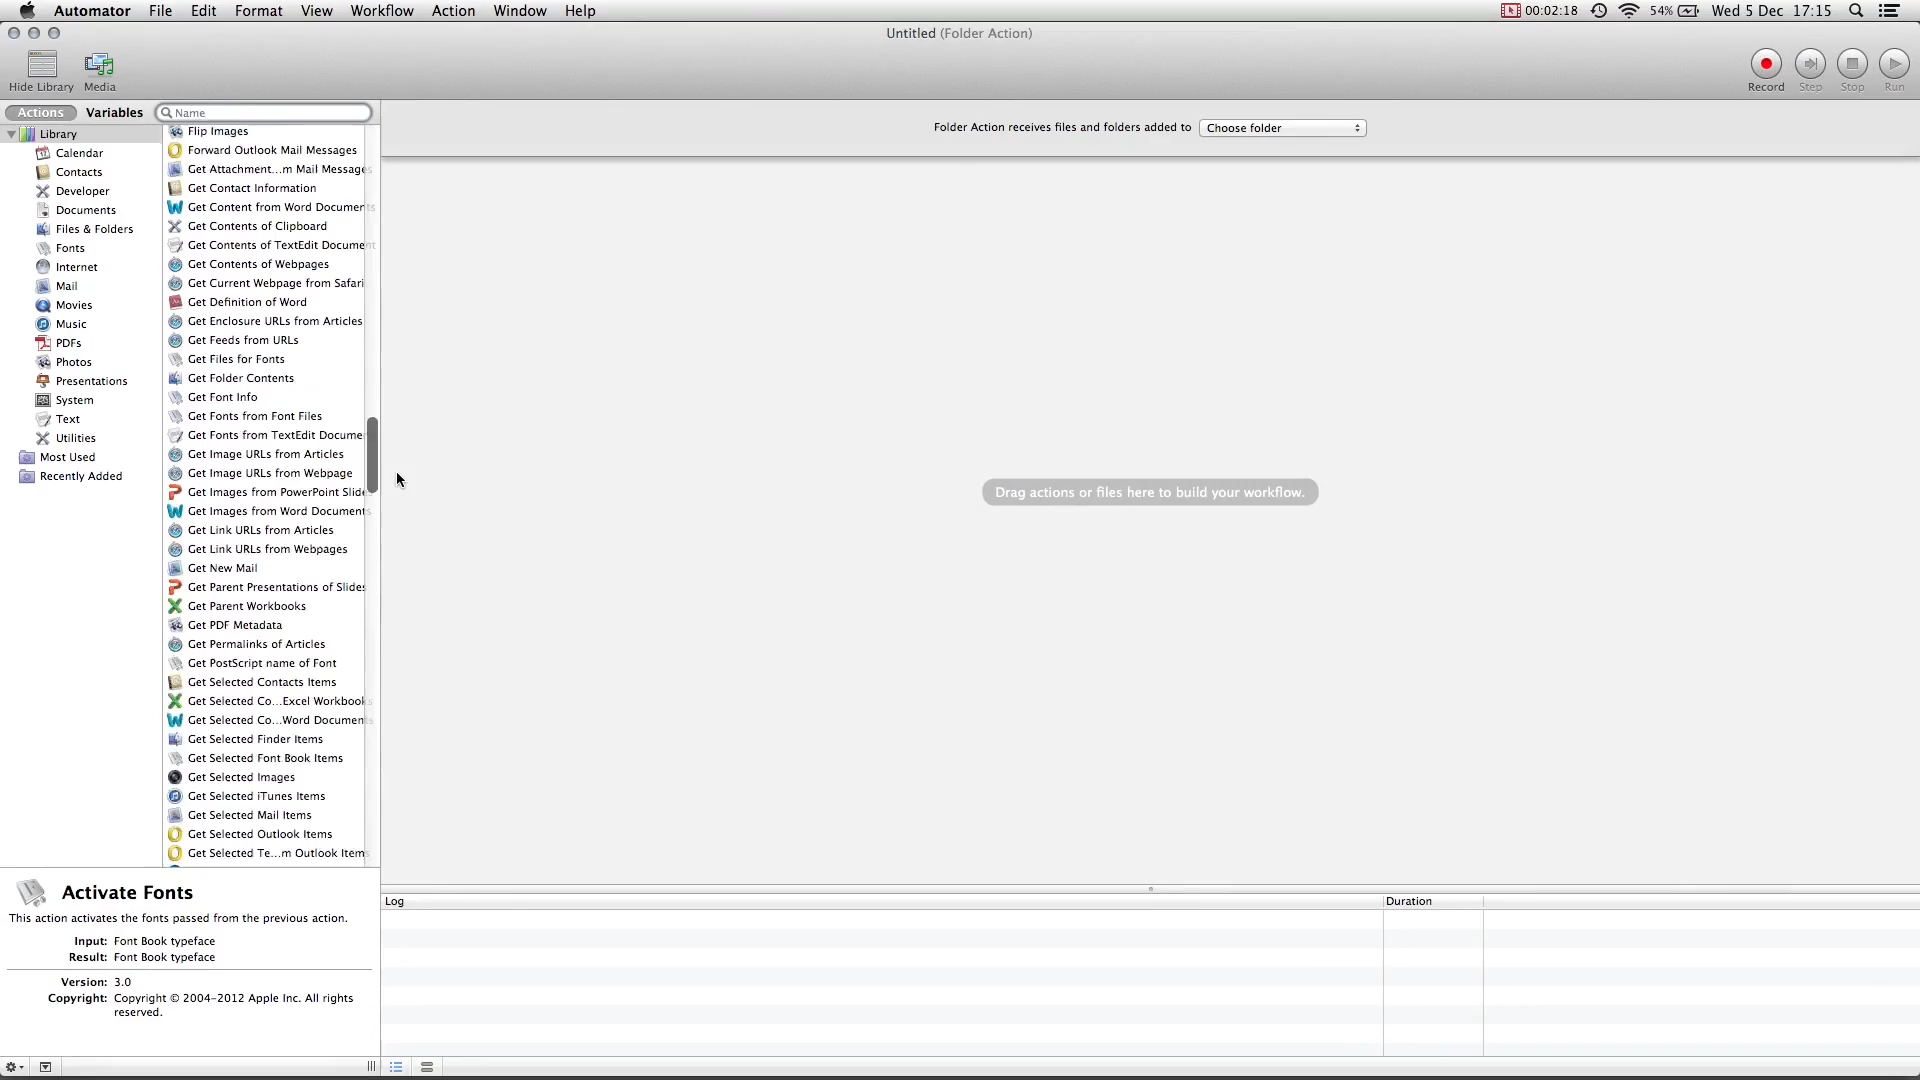 Automator File Edit Format View Workflow Action Window Help 00:02:18 54% Wed 5 Dec 17:15
Untitled (Folder Action)
Hide Library Media Record Step Stop Run
Actions Variables Name
Folder Action receives files and folders added to Choose folder
Library
Calendar
Contacts
Developer
Documents
Files & Folders
Fonts
Internet
Mail
Movies
Music
PDFs
Photos
Presentations
System
Text
Utilities
Most Used
Recently Added
Flip Images
Forward Outlook Mail Messages
Get Attachment...m Mail Messages
Get Contact Information
Get Content from Word Documents
Get Contents of Clipboard
Get Contents of TextEdit Document
Get Contents of Webpages
Get Current Webpage from Safari
Get Definition of Word
Get Enclosure URLs from Articles
Get Feeds from URLs
Get Files for Fonts
Get Folder Contents
Get Font Info
Get Fonts from Font Files
Get Fonts from TextEdit Documen
Get Image URLs from Articles
Get Image URLs from Webpage
Get Images from PowerPoint Slides
Get Images from Word Documents
Get Link URLs from Articles
Get Link URLs from Webpages
Get New Mail
Get Parent Presentations of Slides
Get Parent Workbooks
Get PDF Metadata
Get Permalinks of Articles
Get PostScript name of Font
Get Selected Contacts Items
Get Selected Co...Excel Workbooks
Get Selected Co...Word Documents
Get Selected Finder Items
Get Selected Font Book Items
Get Selected Images
Get Selected iTunes Items
Get Selected Mail Items
Get Selected Outlook Items
Get Selected Te...m Outlook Items
Drag actions or files here to build your workflow.
Activate Fonts
This action activates the fonts passed from the previous action.
Input: Font Book typeface
Result: Font Book typeface
Version: 3.0
Copyright: Copyright © 2004-2012 Apple Inc. All rights
reserved.
Log Duration